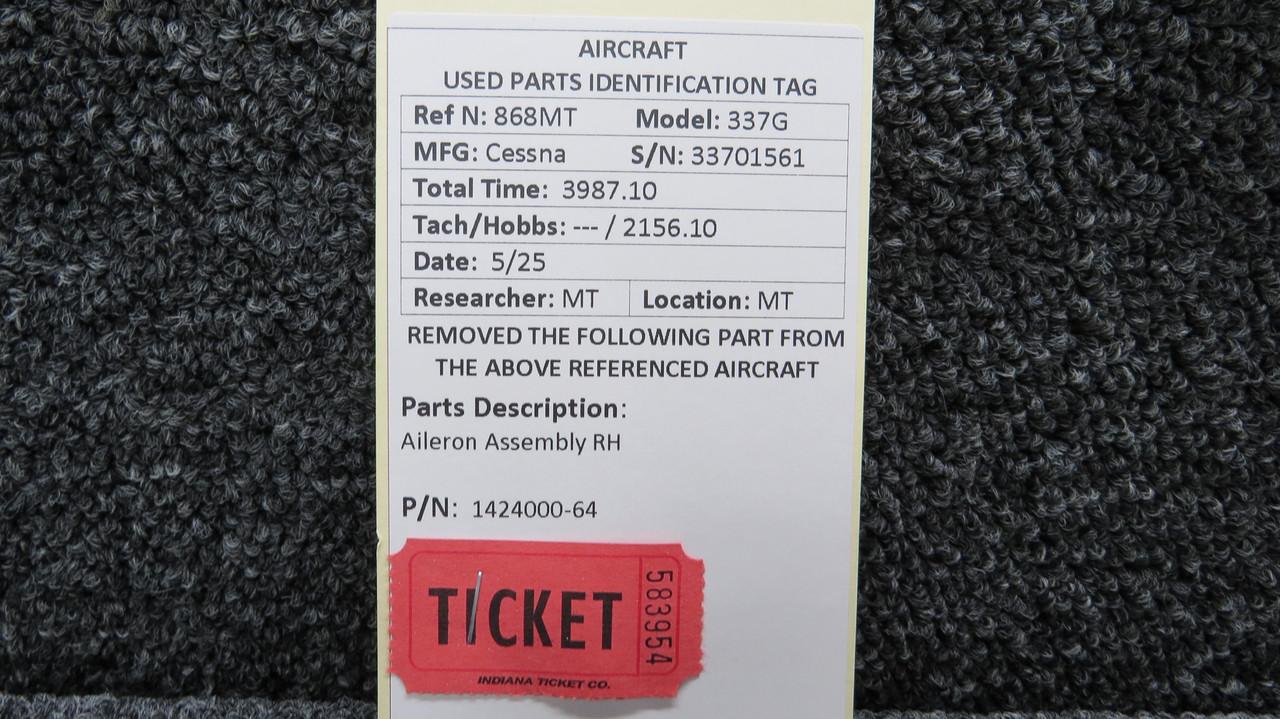 AIRCRAFT
USED PARTS IDENTIFICATION TAG
Ref N: 868MT Model: 337G
MFG: Cessna S/N: 33701561
Total Time: 3987.10
Tach/Hobbs: --- / 2156.10
Date: 5/25
Researcher: MT Location: MT
REMOVED THE FOLLOWING PART FROM
THE ABOVE REFERENCED AIRCRAFT
Parts Description:
Aileron Assembly RH
P/N: 1424000-64
TICKET
583954
INDIANA TICKET CO.